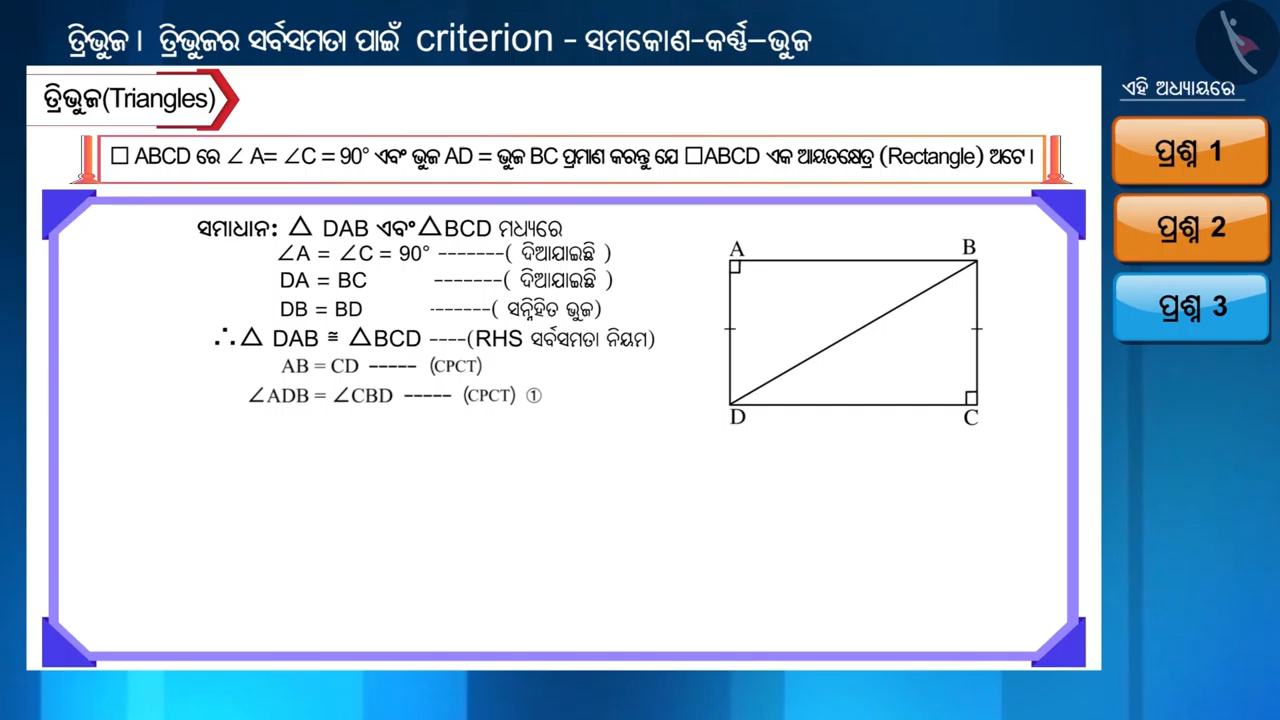 ତ୍ରିଭୁଜ। ତ୍ରିଭୁଜର ସର୍ବସମତା ପାଇଁ criterion - ସମକୋଣ-କର୍ଣ୍ଣ–ଭୁଜ
ତ୍ରିଭୁଜ(Triangles)
ଏହି ଅଧ୍ୟାୟରେ
□ ABCD ରେ ∠ A= ∠C = 90° ଏବଂ ଭୁଜ AD = ଭୁଜ BC ପ୍ରମାଣ କରନ୍ତୁ ଯେ □ABCD ଏକ ଆୟତକ୍ଷେତ୍ର (Rectangle) ଅଟେ ।
ପ୍ରଶ୍ନ 1
ପ୍ରଶ୍ନ 2
ପ୍ରଶ୍ନ 3
ସମାଧାନ: △ DAB ଏବଂ △BCD ମଧ୍ୟରେ
∠A = ∠C = 90° -------( ଦିଆଯାଇଛି )
DA = BC -------( ଦିଆଯାଇଛି )
DB = BD -------( ସନ୍ନିହିତ ଭୁଜ)
∴ △ DAB ≅ △BCD ----(RHS ସର୍ବସମତା ନିୟମ)
AB = CD ----- (CPCT)
∠ADB = ∠CBD ----- (CPCT) ①
A B
D C